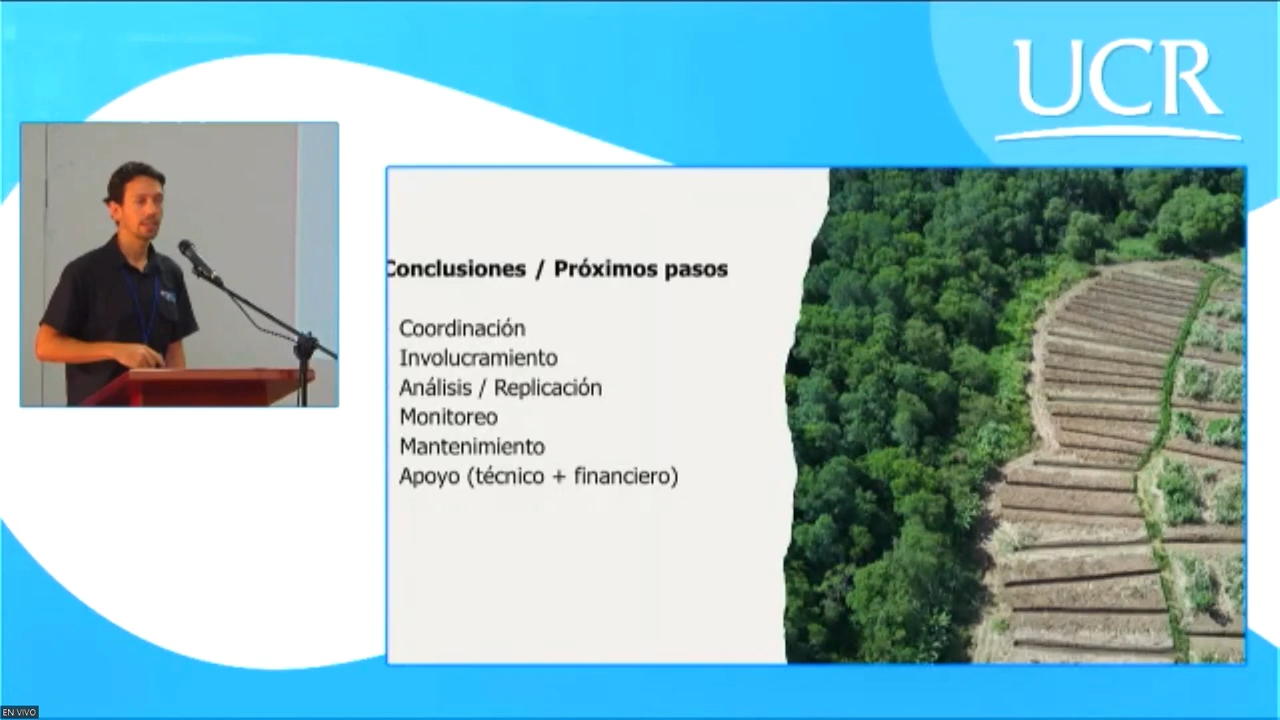 UCR
Conclusiones / Próximos pasos
Coordinación
Involucramiento
Análisis / Replicación
Monitoreo
Mantenimiento
Apoyo (técnico + financiero)
EN VIVO